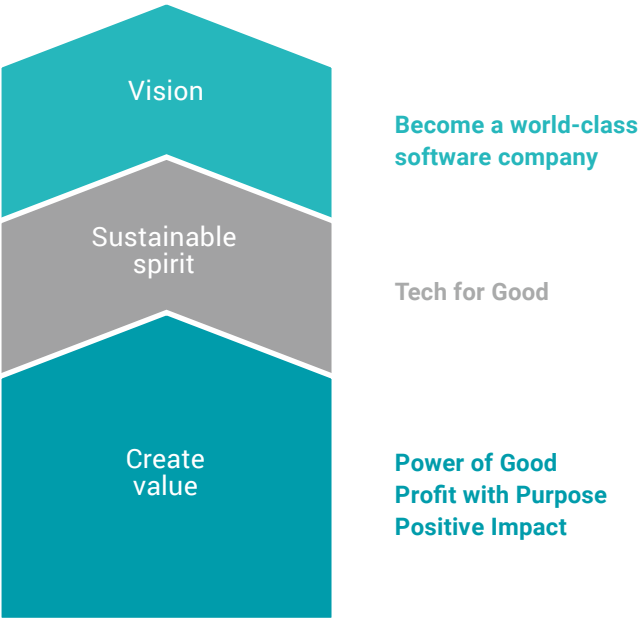 Vision
Become a world-class
software company
Sustainable
spirit
Tech for Good
Create
value
Power of Good
Profit with Purpose
Positive Impact